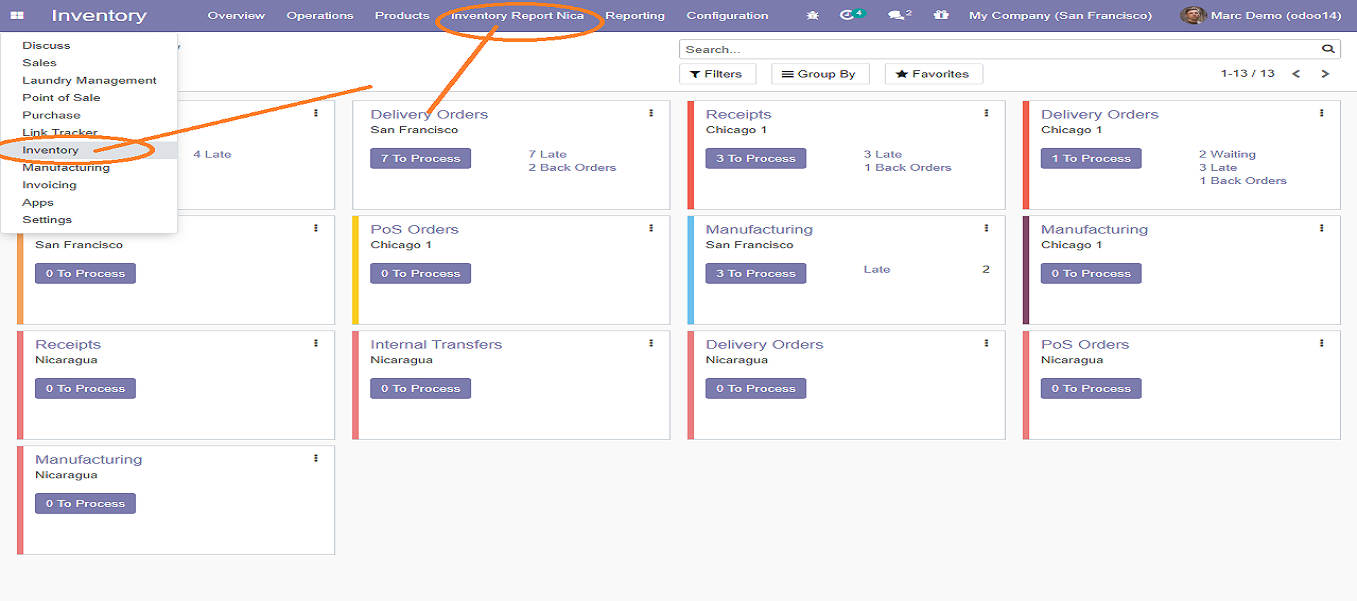 Inventory Overview Operations Products Inventory Report Nica Reporting Configuration 4 2 My Company (San Francisco) Marc Demo (odoo14)
Discuss
Sales
Laundry Management
Point of Sale
Purchase
Link Tracker
Inventory
Manufacturing
Invoicing
Apps
Settings
Search...
Filters Group By Favorites 1-13 / 13
4 Late
Delivery Orders
San Francisco
7 To Process 7 Late
2 Back Orders
Receipts
Chicago 1
3 To Process 3 Late
1 Back Orders
Delivery Orders
Chicago 1
1 To Process 2 Waiting
3 Late
1 Back Orders
San Francisco
0 To Process
PoS Orders
Chicago 1
0 To Process
Manufacturing
San Francisco
3 To Process Late 2
Manufacturing
Chicago 1
0 To Process
Receipts
Nicaragua
0 To Process
Internal Transfers
Nicaragua
0 To Process
Delivery Orders
Nicaragua
0 To Process
PoS Orders
Nicaragua
0 To Process
Manufacturing
Nicaragua
0 To Process